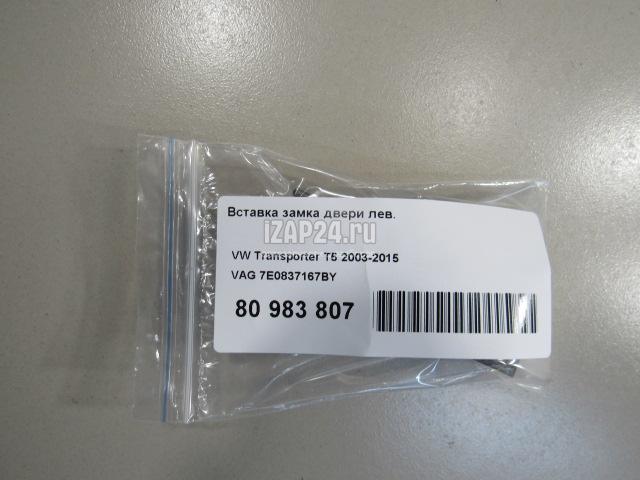 Вставка замка двери лев.
iZAP24.ru
VW Transporter T5 2003-2015
VAG 7E0837167BY
80 983 807